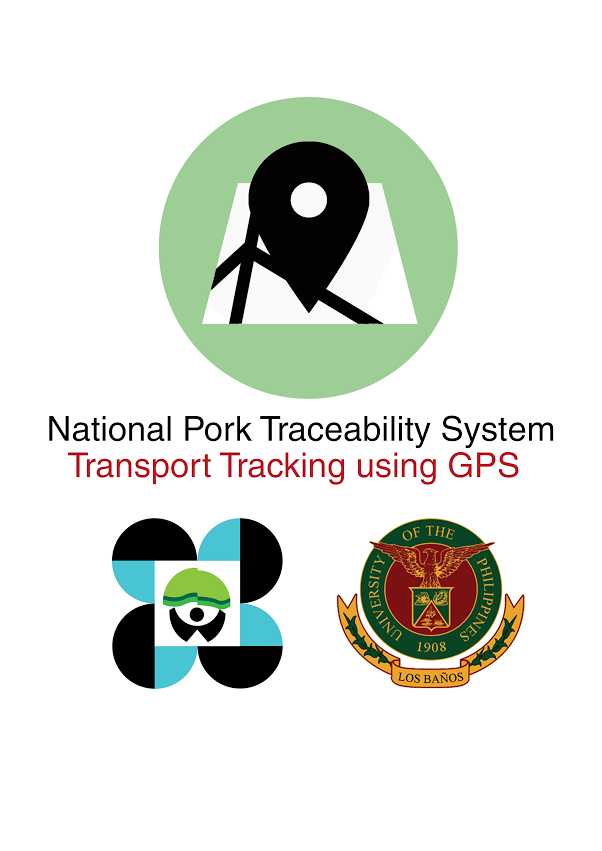 National Pork Traceability System
Transport Tracking using GPS
UNIVERSITY OF THE PHILIPPINES
1908
LOS BAÑOS